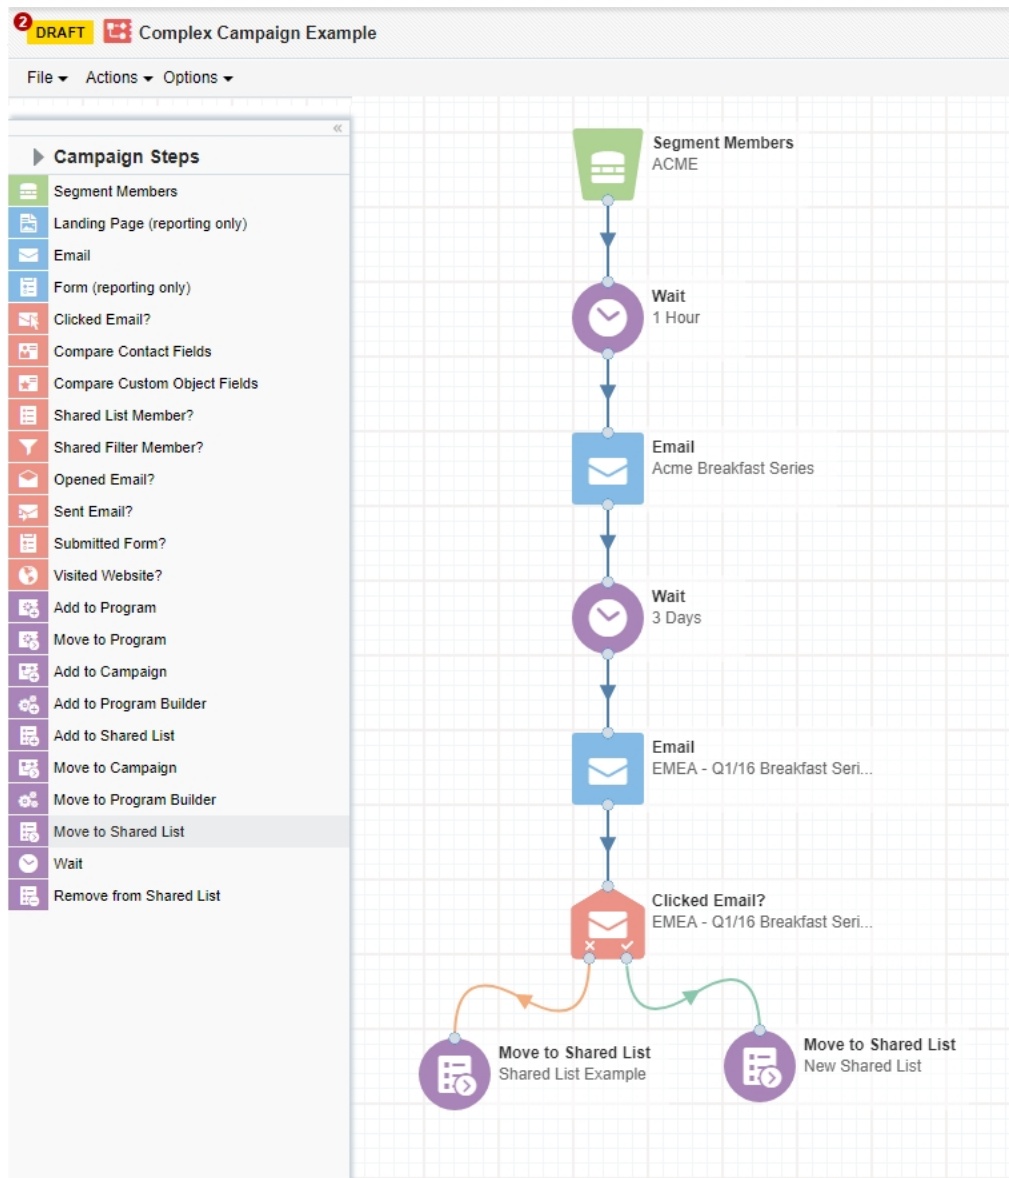 2
DRAFT Complex Campaign Example
File Actions Options
«
Campaign Steps
Segment Members
Landing Page (reporting only)
Email
Form (reporting only)
Clicked Email?
Compare Contact Fields
Compare Custom Object Fields
Shared List Member?
Shared Filter Member?
Opened Email?
Sent Email?
Submitted Form?
Visited Website?
Add to Program
Move to Program
Add to Campaign
Add to Program Builder
Add to Shared List
Move to Campaign
Move to Program Builder
Move to Shared List
Wait
Remove from Shared List
Segment Members
ACME
Wait
1 Hour
Email
Acme Breakfast Series
Wait
3 Days
Email
EMEA - Q1/16 Breakfast Seri...
Clicked Email?
EMEA - Q1/16 Breakfast Seri...
Move to Shared List
Shared List Example
Move to Shared List
New Shared List